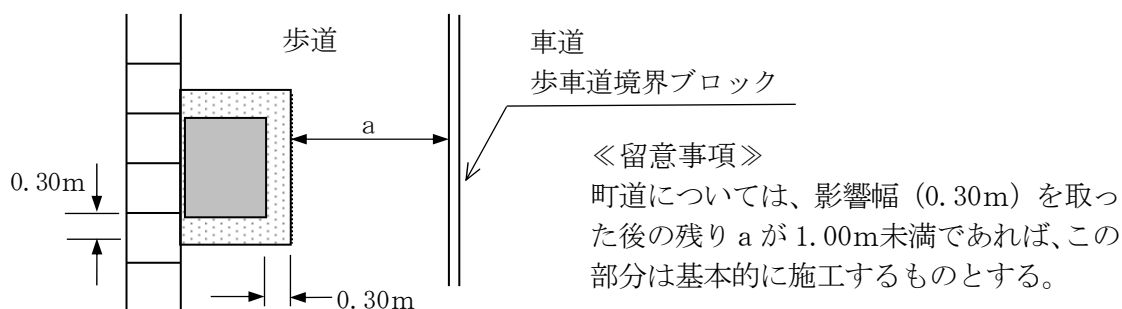 歩道
車道
歩車道境界ブロック
a
0.30m
0.30m
≪留意事項≫
町道については、影響幅（0.30m）を取っ
た後の残り a が 1.00m未満であれば、この
部分は基本的に施工するものとする。